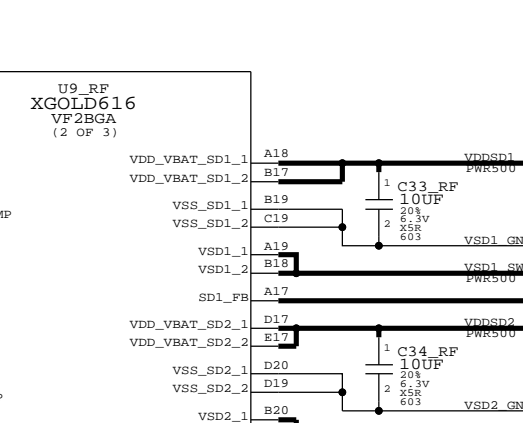 U9_RF
XGOLD616
VF2BGA
(2 OF 3)
VDD_VBAT_SD1_1 A18 VDDSD1
PWR500
VDD_VBAT_SD1_2 B17
1 C33_RF
10UF
20%
6.3V
X5R
603
2
VSS_SD1_1 B19
VSS_SD1_2 C19
MP
VSD1_GN
VSD1_1 A19
VSD1_2 B18 VSD1_SW
PWR500
SD1_FB A17
VDD_VBAT_SD2_1 D17 VDDSD2
PWR500
VDD_VBAT_SD2_2 E17
1 C34_RF
10UF
20%
6.3V
X5R
603
2
VSS_SD2_1 D20
VSS_SD2_2 D19
P
VSD2_GN
VSD2_1 B20